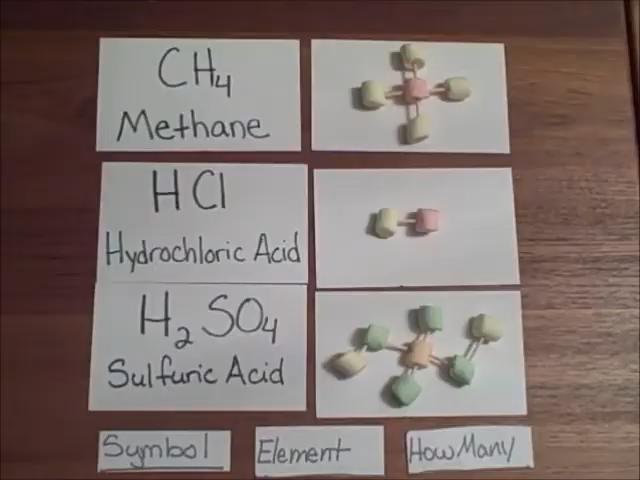 CH₄
Methane
HCl
Hydrochloric Acid
H₂SO₄
Sulfuric Acid
Symbol
Element
How Many